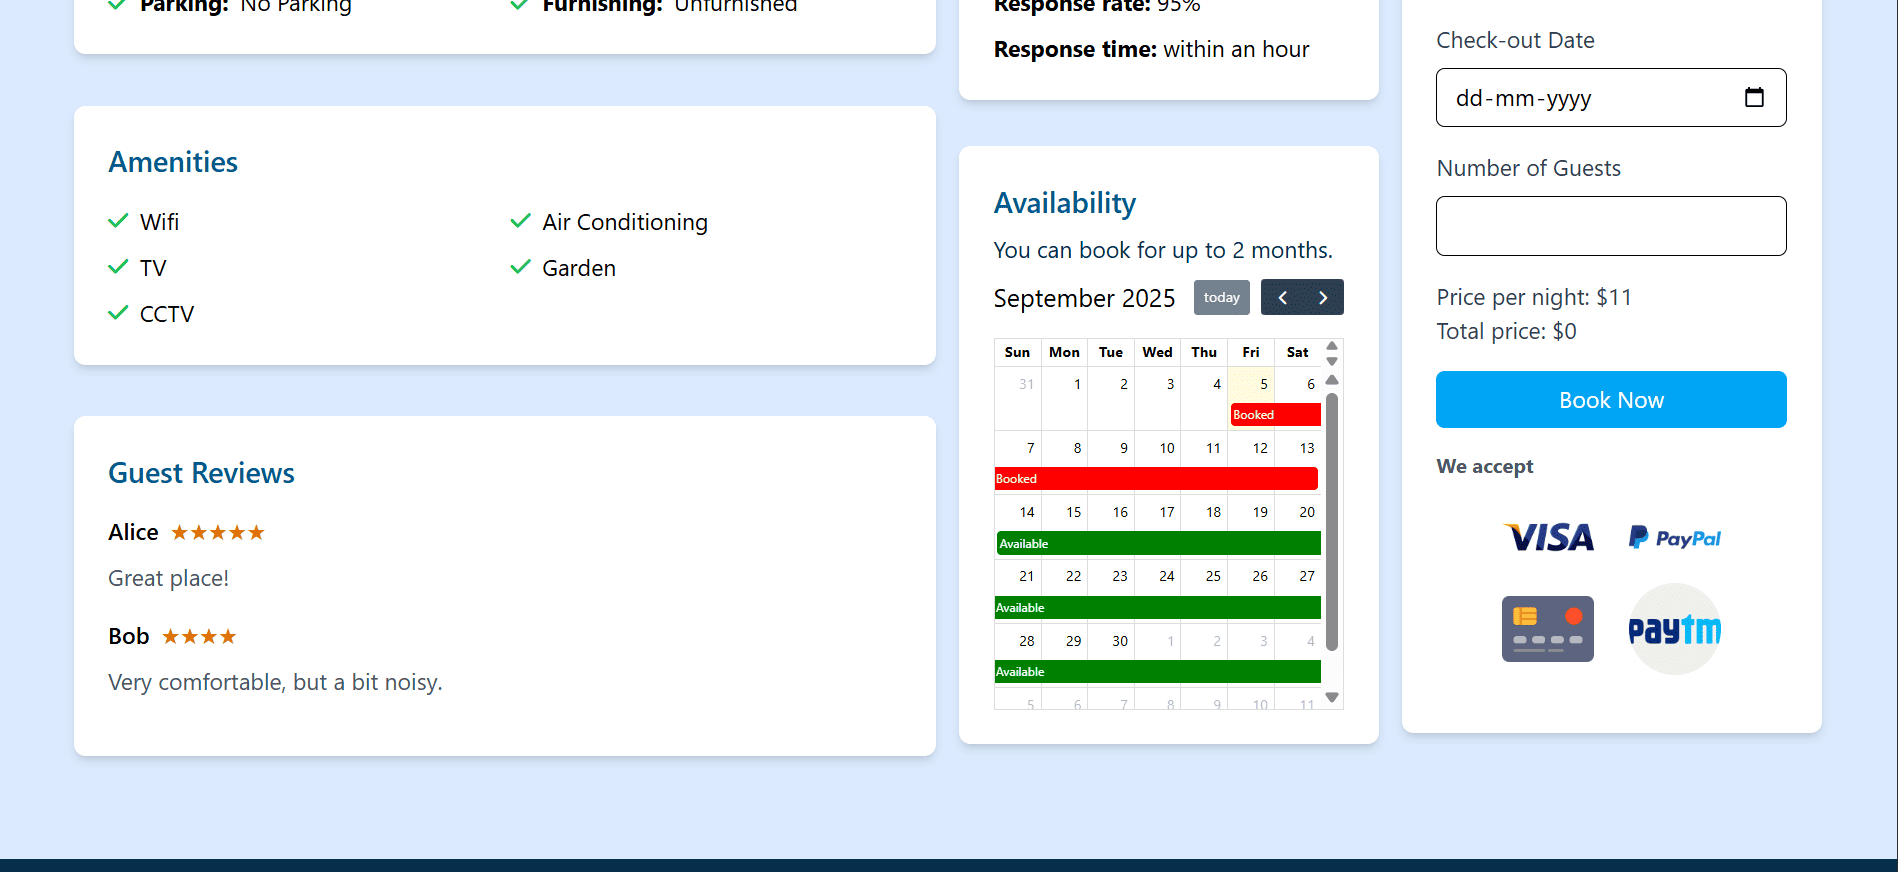 Parking: No Parking
Furnishing: Unfurnished
Amenities
Wifi
Air Conditioning
TV
Garden
CCTV
Guest Reviews
Alice ★★★★★
Great place!
Bob ★★★★
Very comfortable, but a bit noisy.
Response rate: 95%
Response time: within an hour
Availability
You can book for up to 2 months.
September 2025 today
Sun Mon Tue Wed Thu Fri Sat
31 1 2 3 4 5 6
Booked
7 8 9 10 11 12 13
Booked
14 15 16 17 18 19 20
Available
21 22 23 24 25 26 27
Available
28 29 30 1 2 3 4
Available
5 6 7 8 9 10 11
Check-out Date
dd-mm-yyyy
Number of Guests
Price per night: $11
Total price: $0
Book Now
We accept
VISA PayPal
paytm